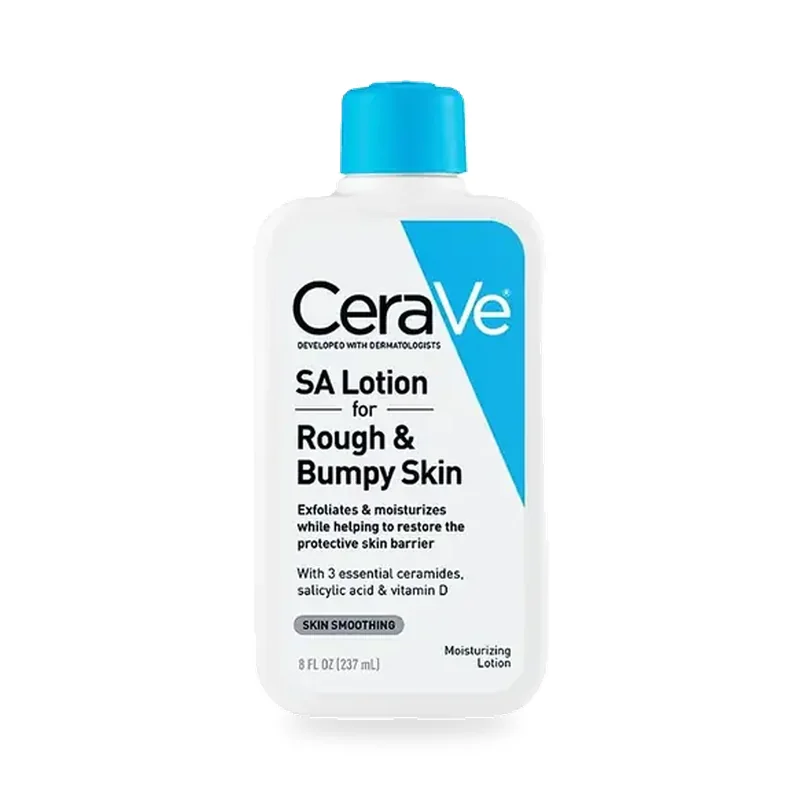 CeraVe®
DEVELOPED WITH DERMATOLOGISTS
SA Lotion
for
Rough &
Bumpy Skin
Exfoliates & moisturizes
while helping to restore the
protective skin barrier
With 3 essential ceramides,
salicylic acid & vitamin D
SKIN SMOOTHING
8 FL OZ (237 mL)
Moisturizing
Lotion